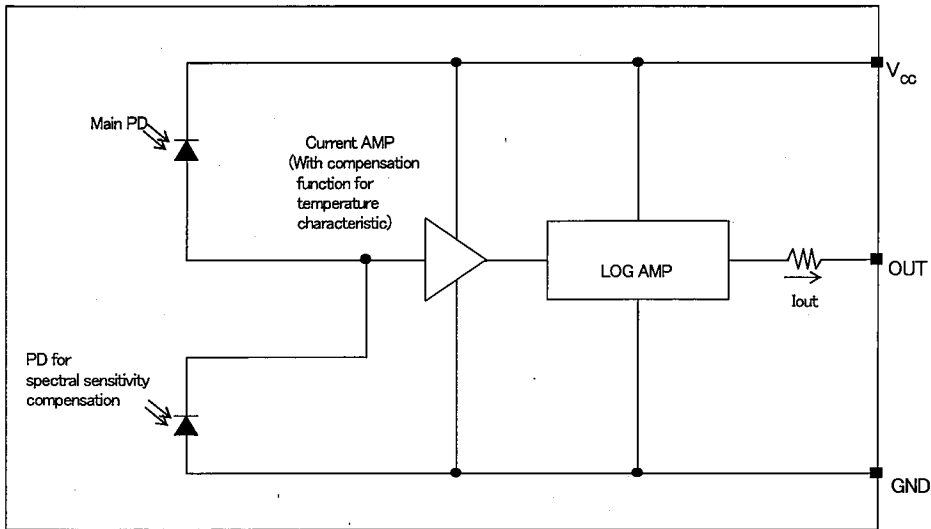 Vcc
Main PD
Current AMP
(With compensation
function for
temperature
characteristic)
LOG AMP
OUT
Iout
PD for
spectral sensitivity
compensation
GND